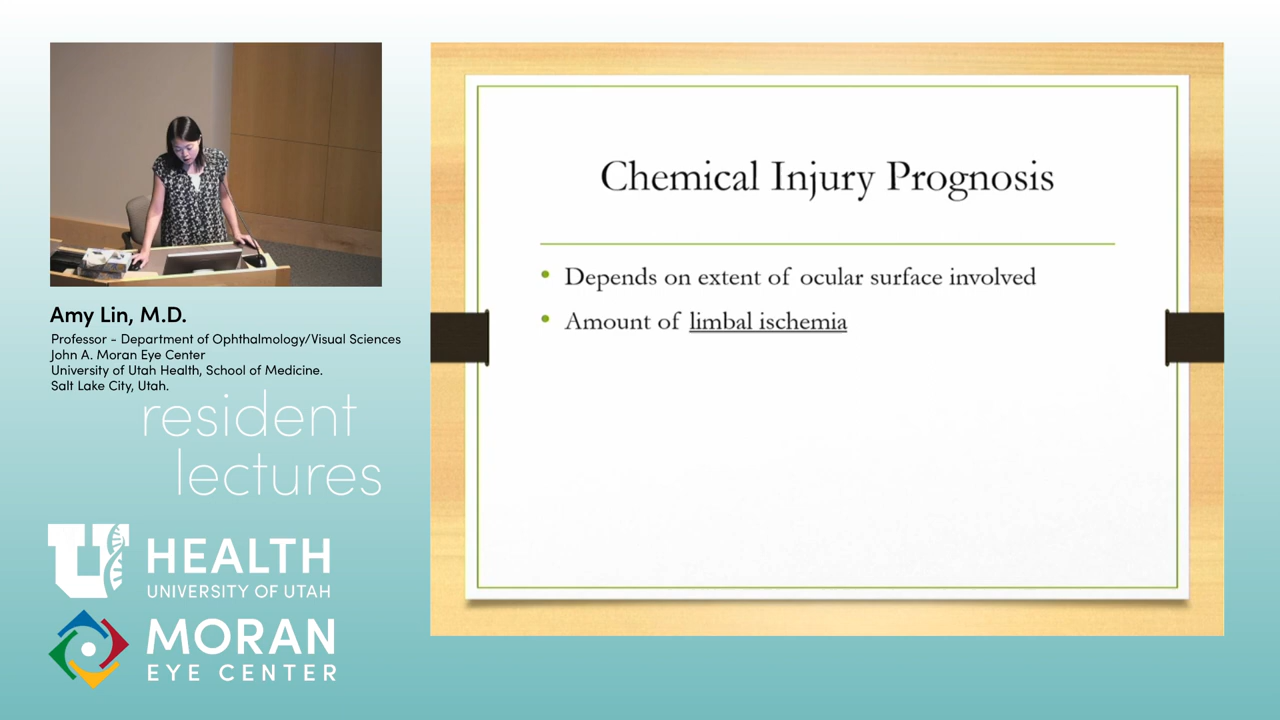 Amy Lin, M.D.
Professor - Department of Ophthalmology/Visual Sciences
John A. Moran Eye Center
University of Utah Health, School of Medicine.
Salt Lake City, Utah.
resident
lectures
U HEALTH
UNIVERSITY OF UTAH
MORAN
EYE CENTER
Chemical Injury Prognosis
• Depends on extent of ocular surface involved
• Amount of limbal ischemia